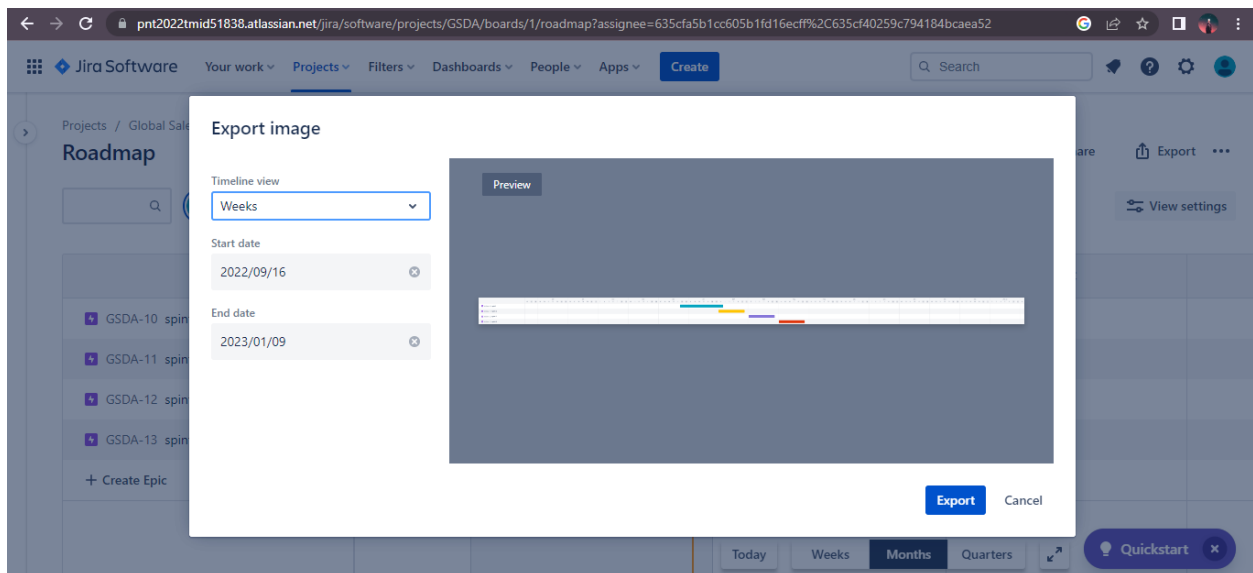 pnt2022tmid51838.atlassian.net/jira/software/projects/GSDA/boards/1/roadmap?assignee=635cfa5b1cc605b1fd16ecff%2C635cf40259c794184bcaea52
Jira Software Your work Projects Filters Dashboards People Apps Create Search
Projects / Global Sale
Roadmap
are Export
View settings
Export image
Timeline view
Weeks
Start date
2022/09/16
End date
2023/01/09
Preview
GSDA-10 spin
GSDA-11 spin
GSDA-12 spin
GSDA-13 spin
+ Create Epic
Export Cancel
Today Weeks Months Quarters
Quickstart